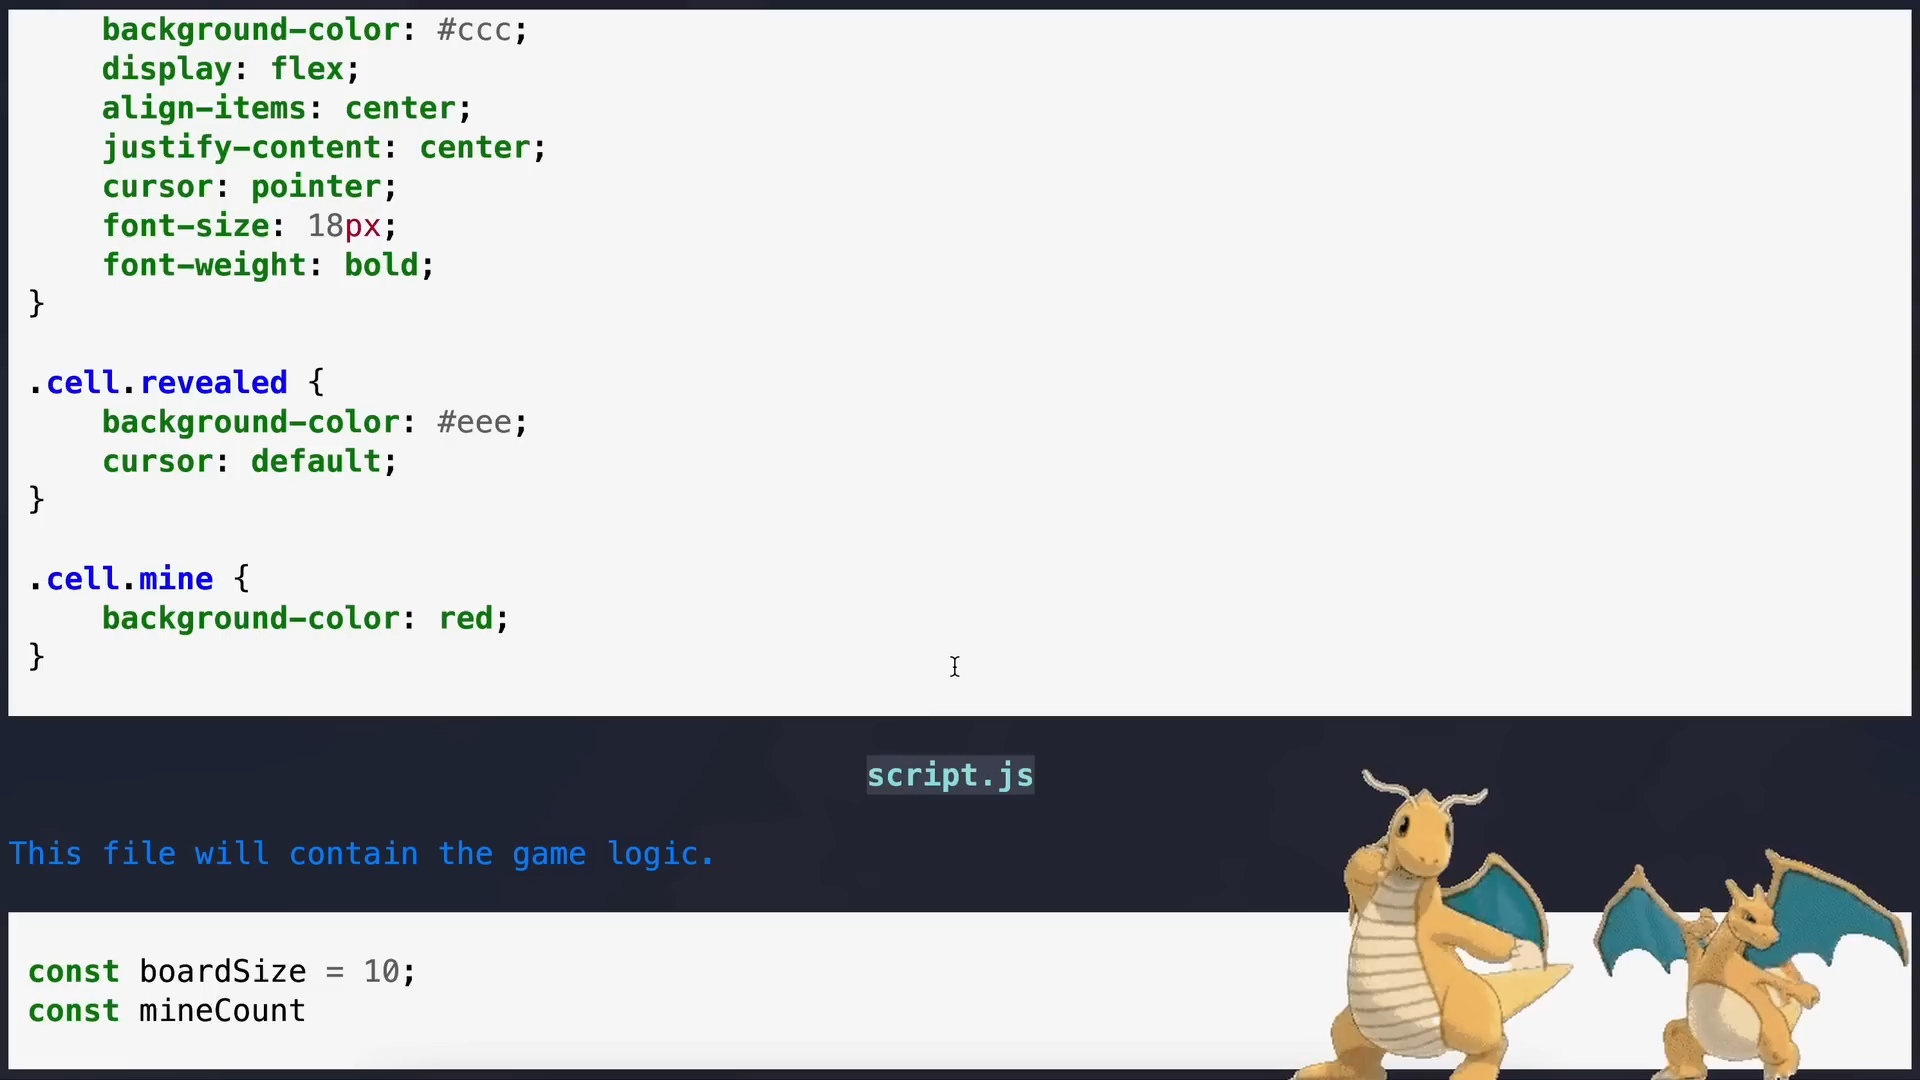 background-color: #ccc;
display: flex;
align-items: center;
justify-content: center;
cursor: pointer;
font-size: 18px;
font-weight: bold;
}
.cell.revealed {
background-color: #eee;
cursor: default;
}
.cell.mine {
background-color: red;
}
script.js
This file will contain the game logic.
const boardSize = 10;
const mineCount